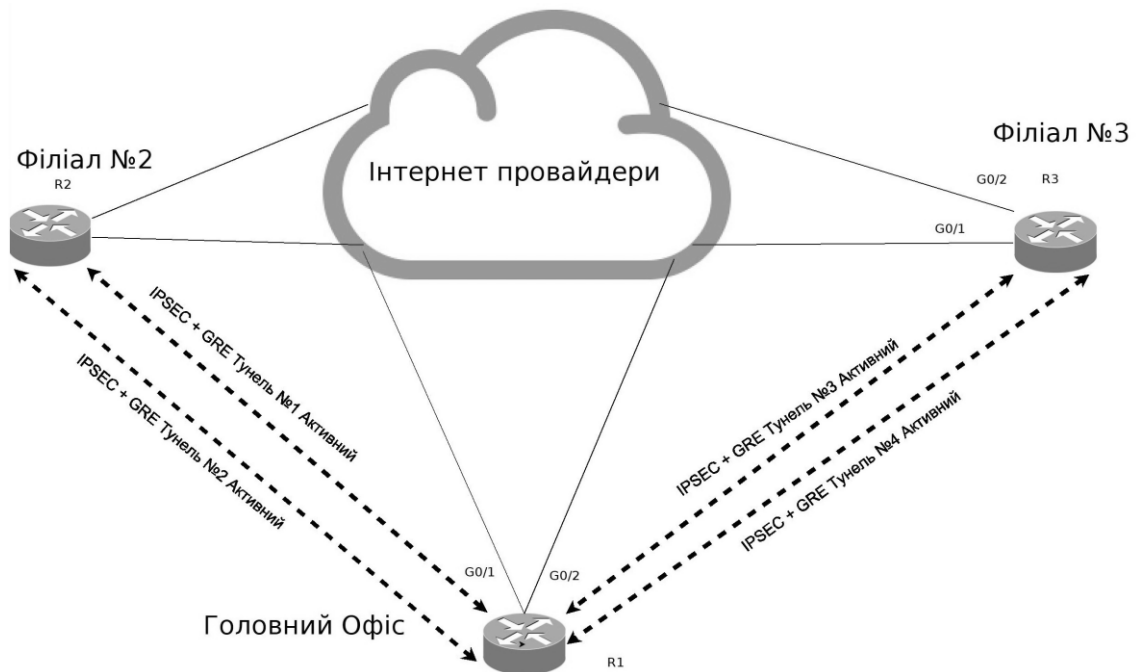 Філіал №2
R2
Інтернет провайдери
Філіал №3
G0/2
R3
G0/1
IPSEC + GRE Тунель №1 Активний
IPSEC + GRE Тунель №2 Активний
IPSEC + GRE Тунель №3 Активний
IPSEC + GRE Тунель №4 Активний
G0/1
G0/2
Головний Офіс
R1